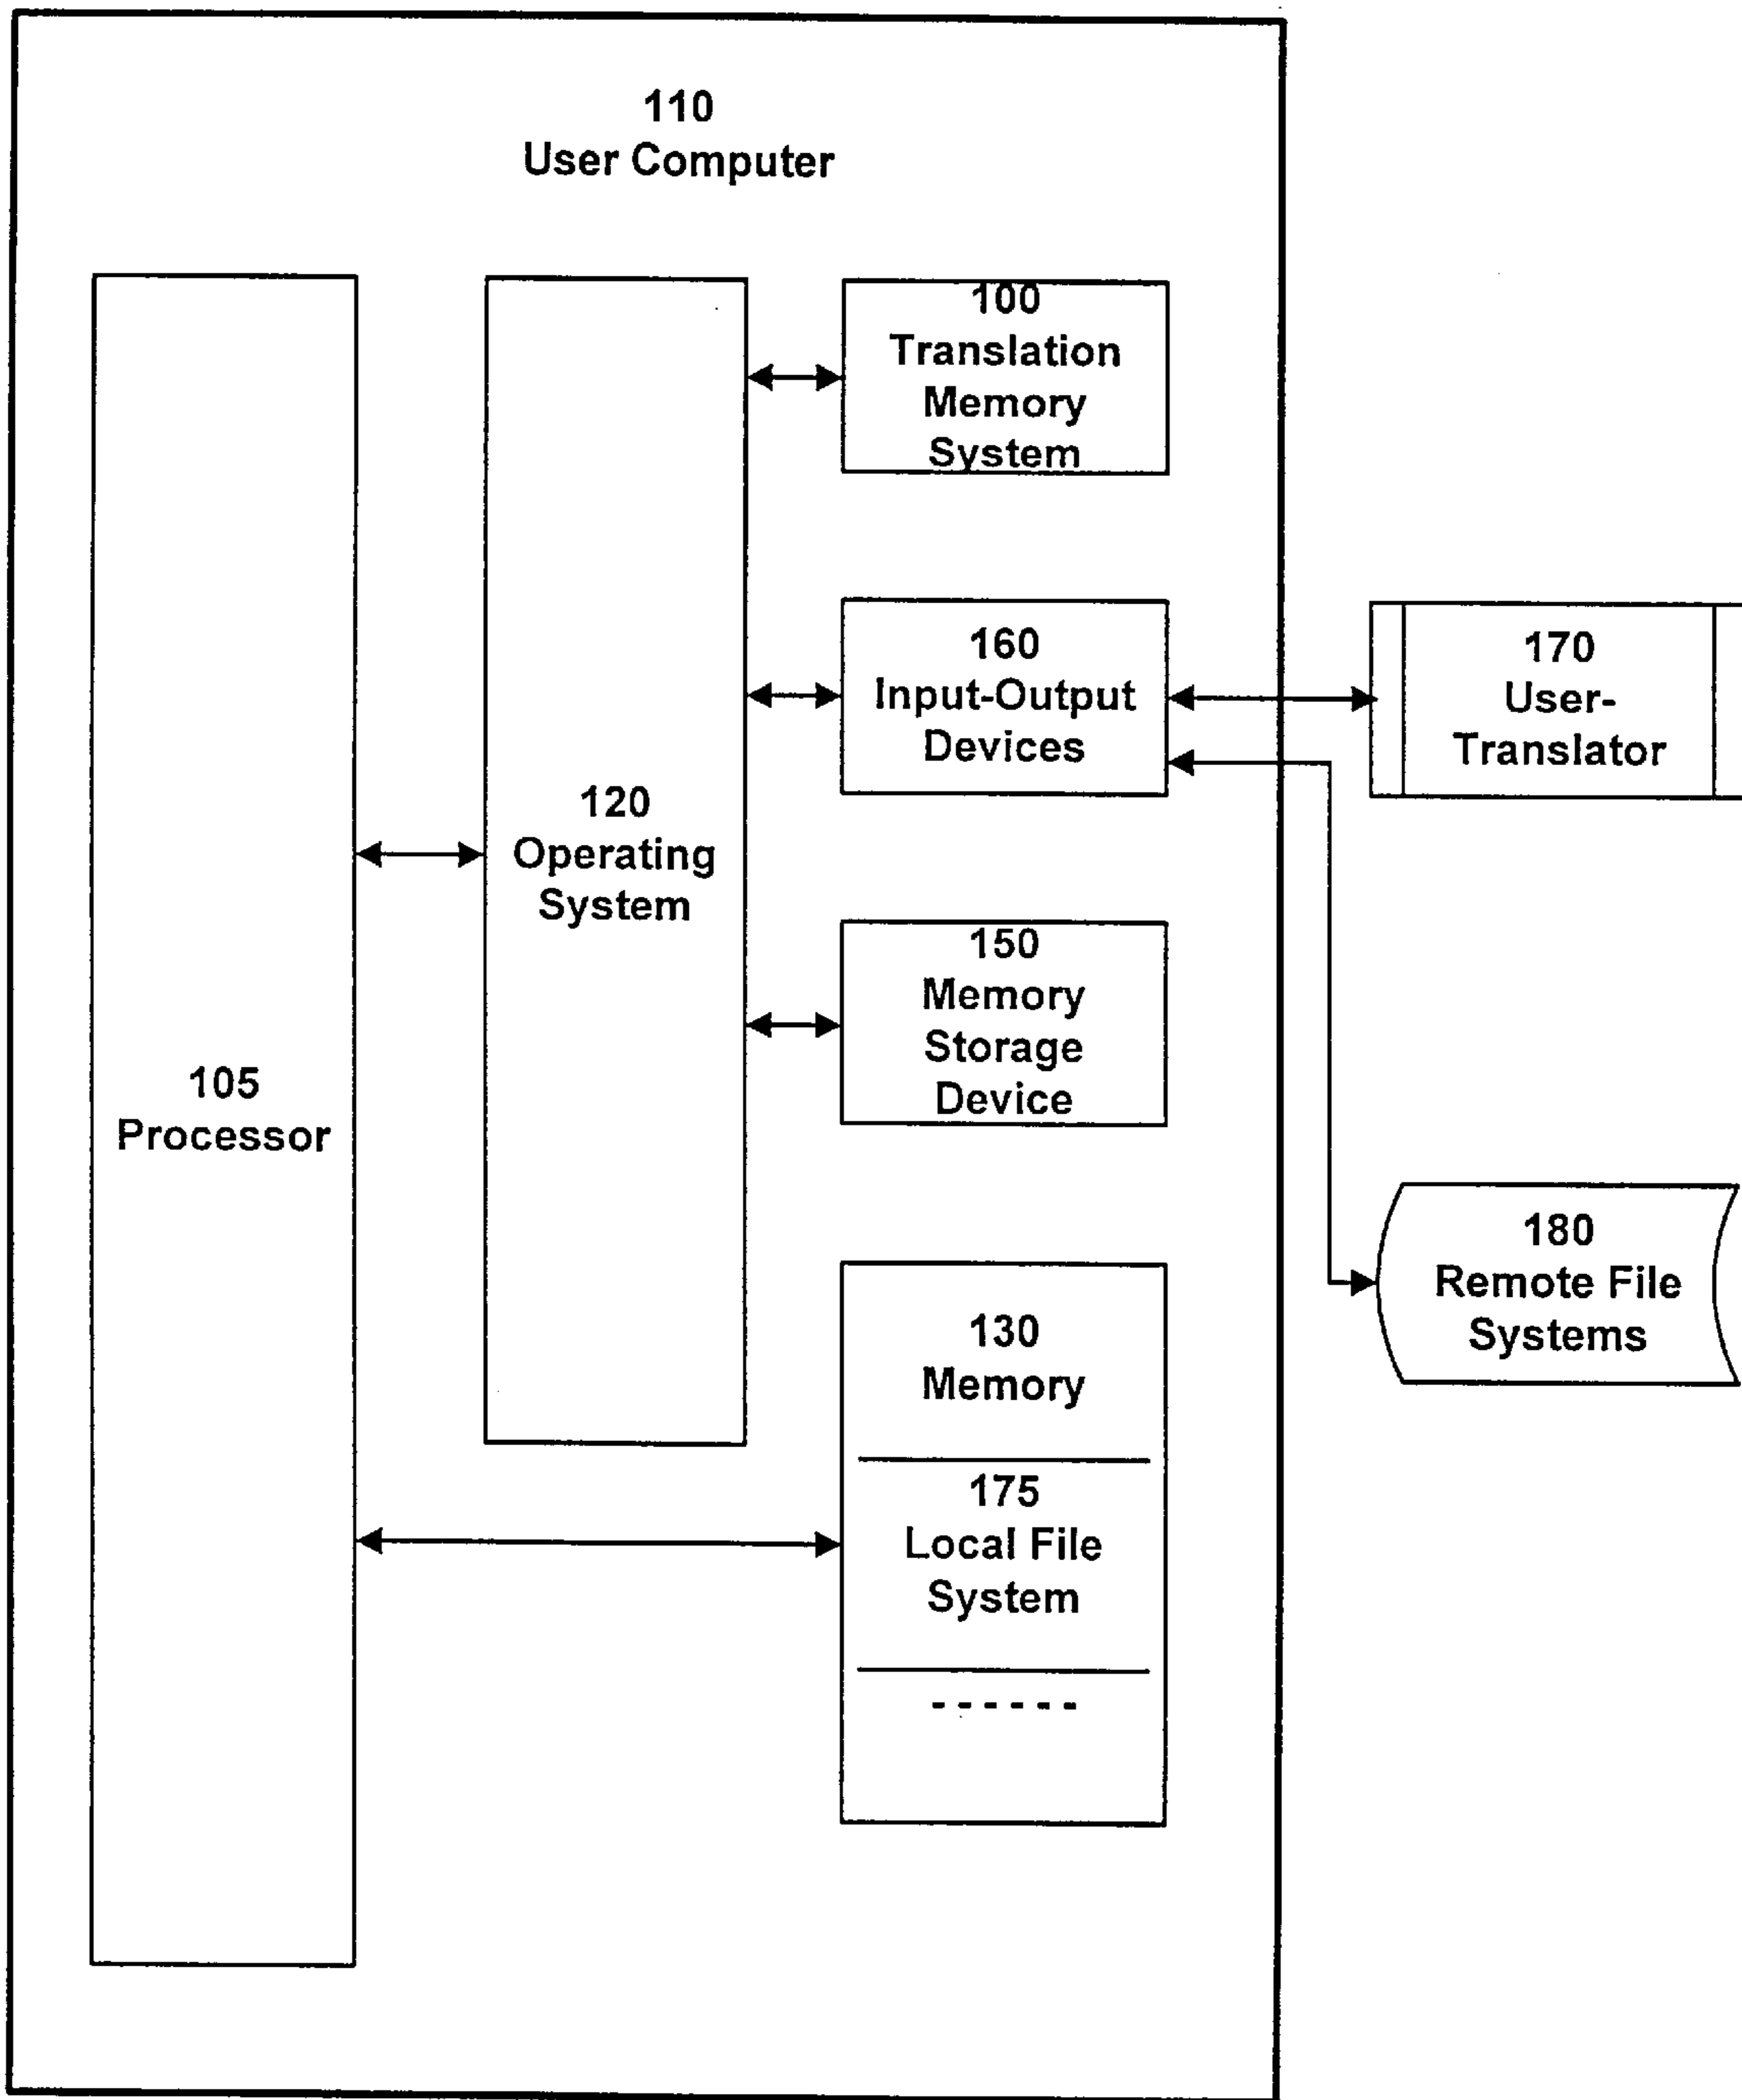 110
User Computer
100
Translation
Memory
System
160
Input-Output
Devices
170
User-
Translator
120
Operating
System
150
Memory
Storage
Device
105
Processor
180
Remote File
Systems
130
Memory
175
Local File
System
------